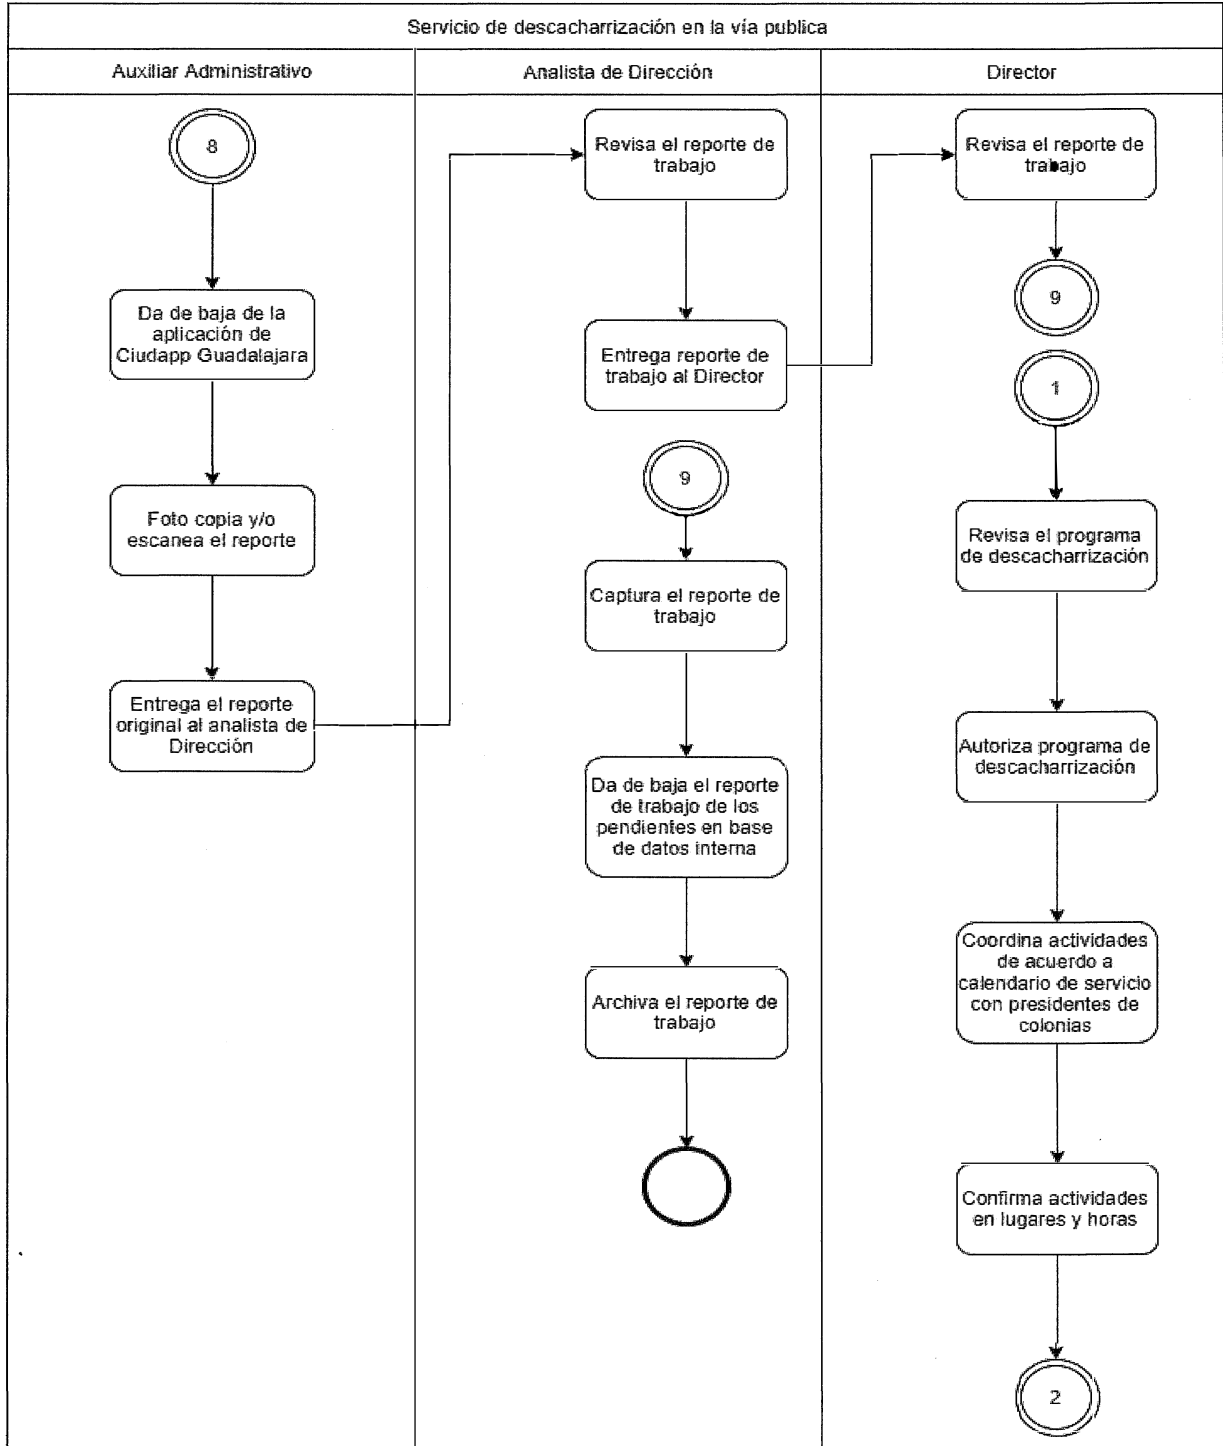 Servicio de descacharrización en la vía publica
Auxiliar Administrativo
Analista de Dirección
Director
8
Da de baja de la
aplicación de
Ciudapp Guadalajara
Foto copia y/o
escanea el reporte
Entrega el reporte
original al analista de
Dirección
Revisa el reporte de
trabajo
Entrega reporte de
trabajo al Director
9
Captura el reporte de
trabajo
Da de baja el reporte
de trabajo de los
pendientes en base
de datos interna
Archiva el reporte de
trabajo
Revisa el reporte de
trabajo
9
1
Revisa el programa
de descacharrización
Autoriza programa de
descacharrización
Coordina actividades
de acuerdo a
calendario de servicio
con presidentes de
colonias
Confirma actividades
en lugares y horas
2